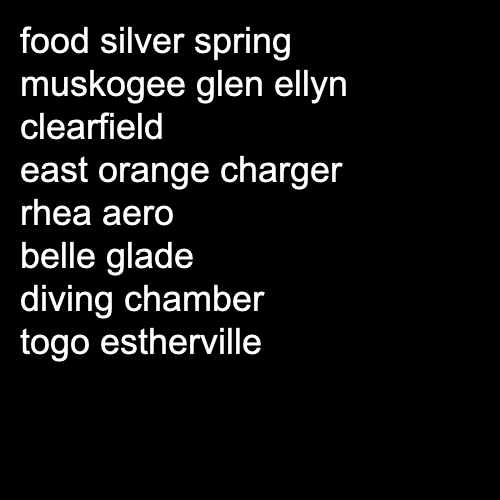 food silver spring
muskogee glen ellyn
clearfield
east orange charger
rhea aero
belle glade
diving chamber
togo estherville